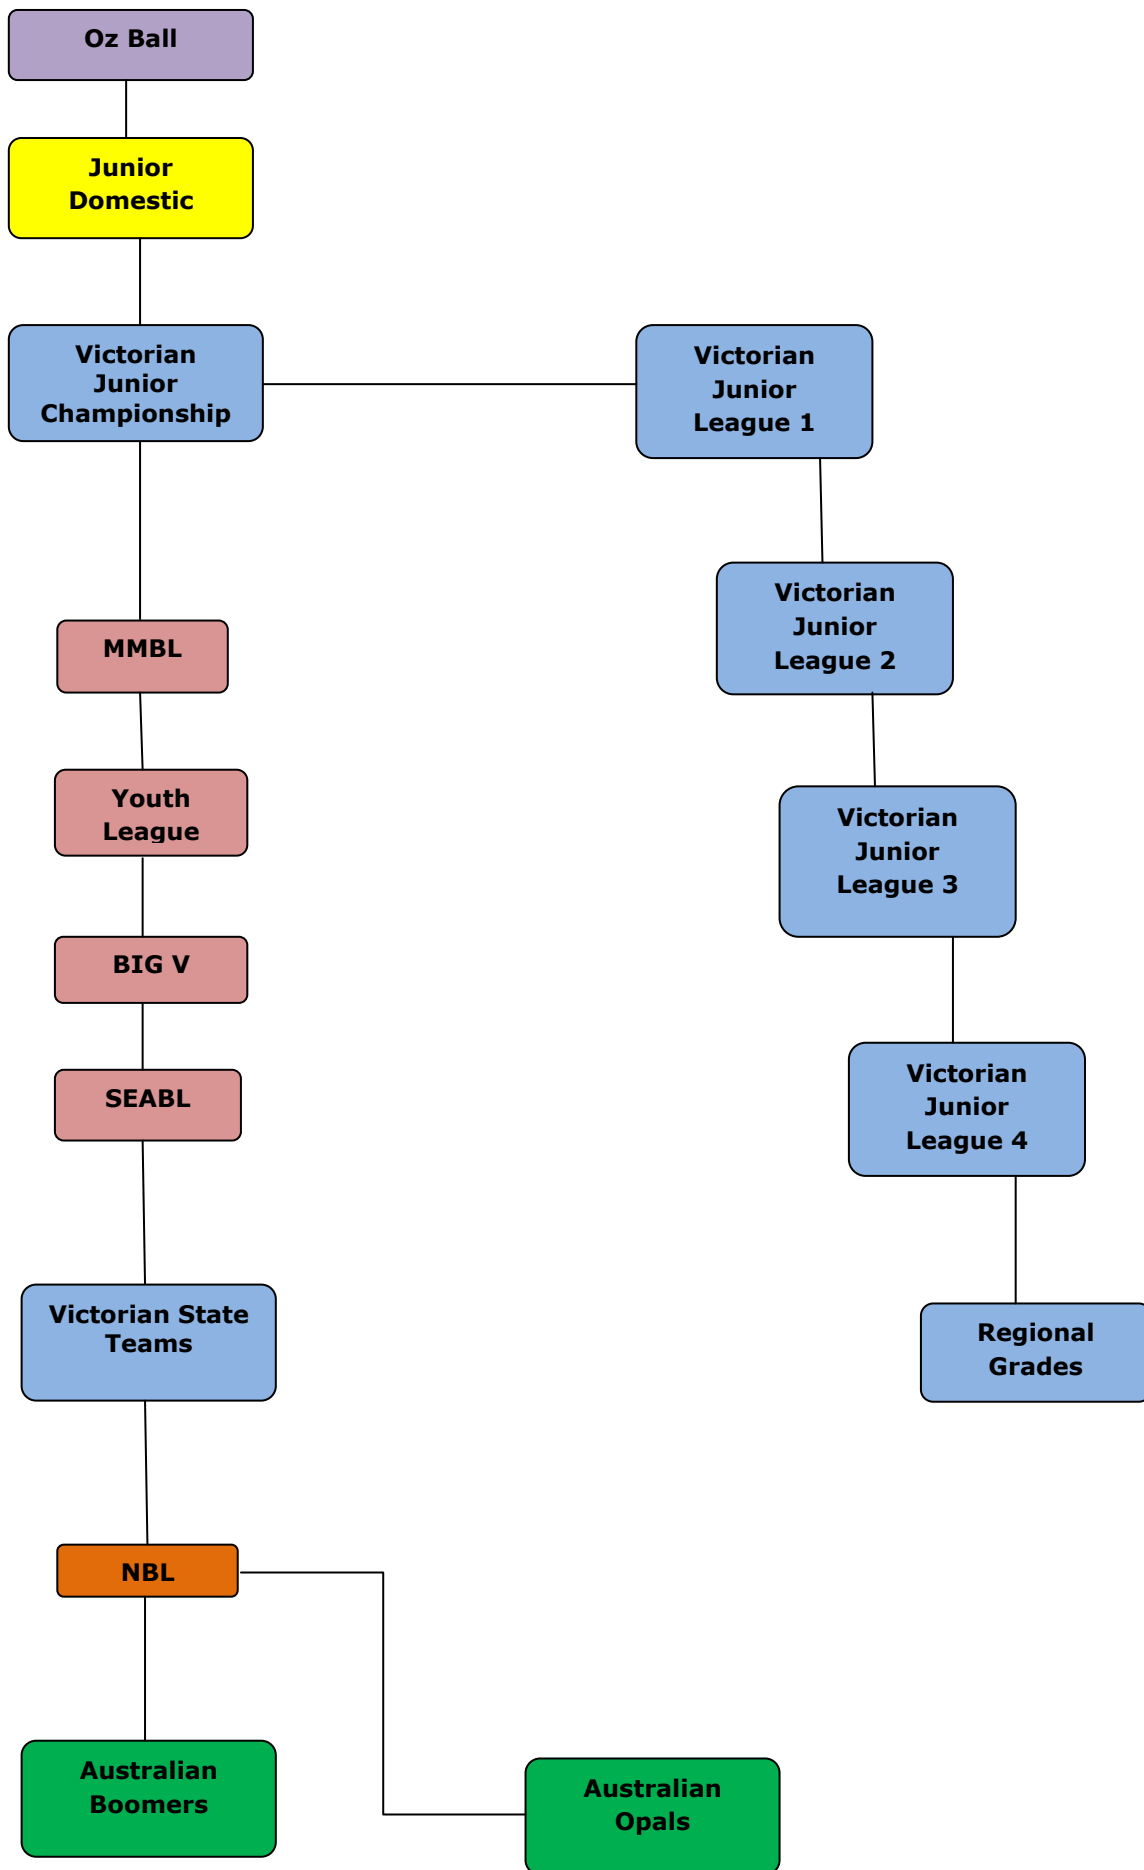 Oz Ball
Junior
Domestic
Victorian
Junior
Championship
Victorian
Junior
League 1
Victorian
Junior
League 2
MMBL
Youth
League
Victorian
Junior
League 3
BIG V
SEABL
Victorian
Junior
League 4
Victorian State
Teams
Regional
Grades
NBL
Australian
Boomers
Australian
Opals